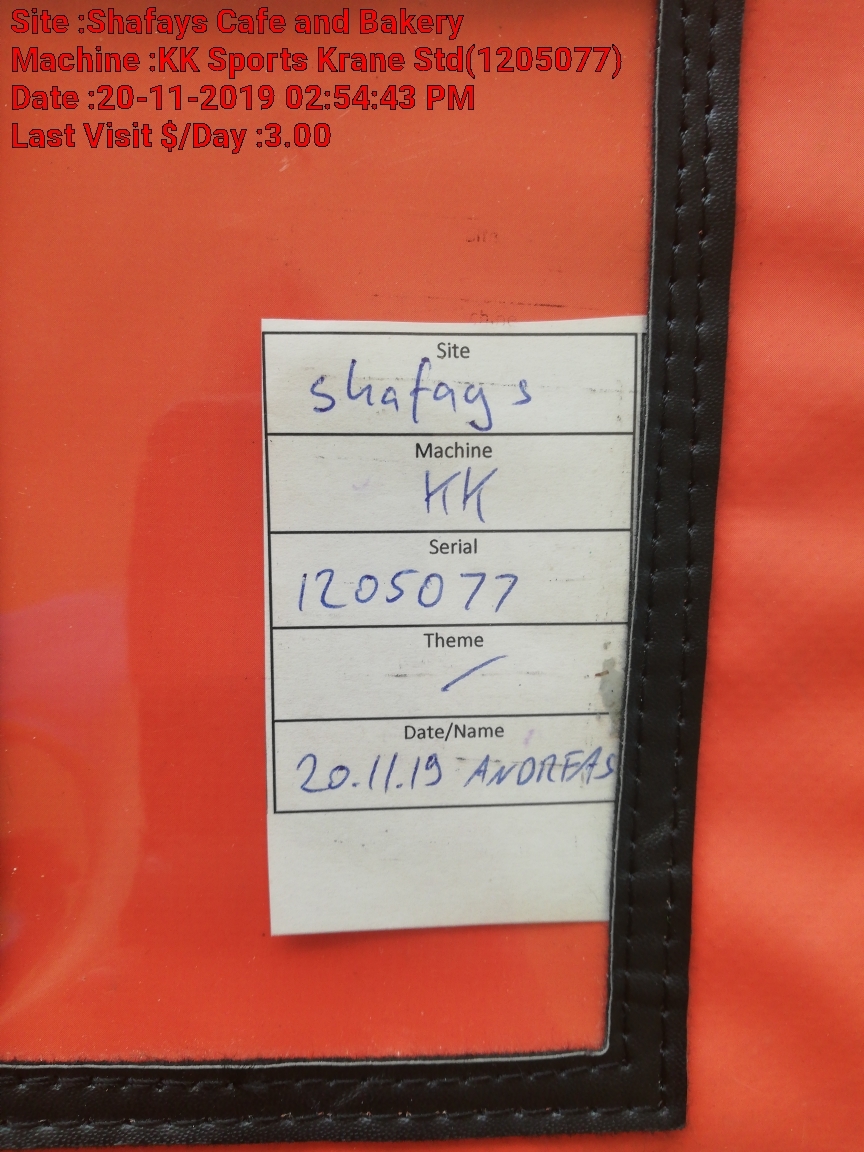 Site :Shafays Cafe and Bakery
Machine :KK Sports Krane Std(1205077)
Date :20-11-2019 02:54:43 PM
Last Visit $/Day :3.00
Site
shafays
Machine
KK
Serial
1205077
Theme
/
Date/Name
20.11.19 ANDREAS